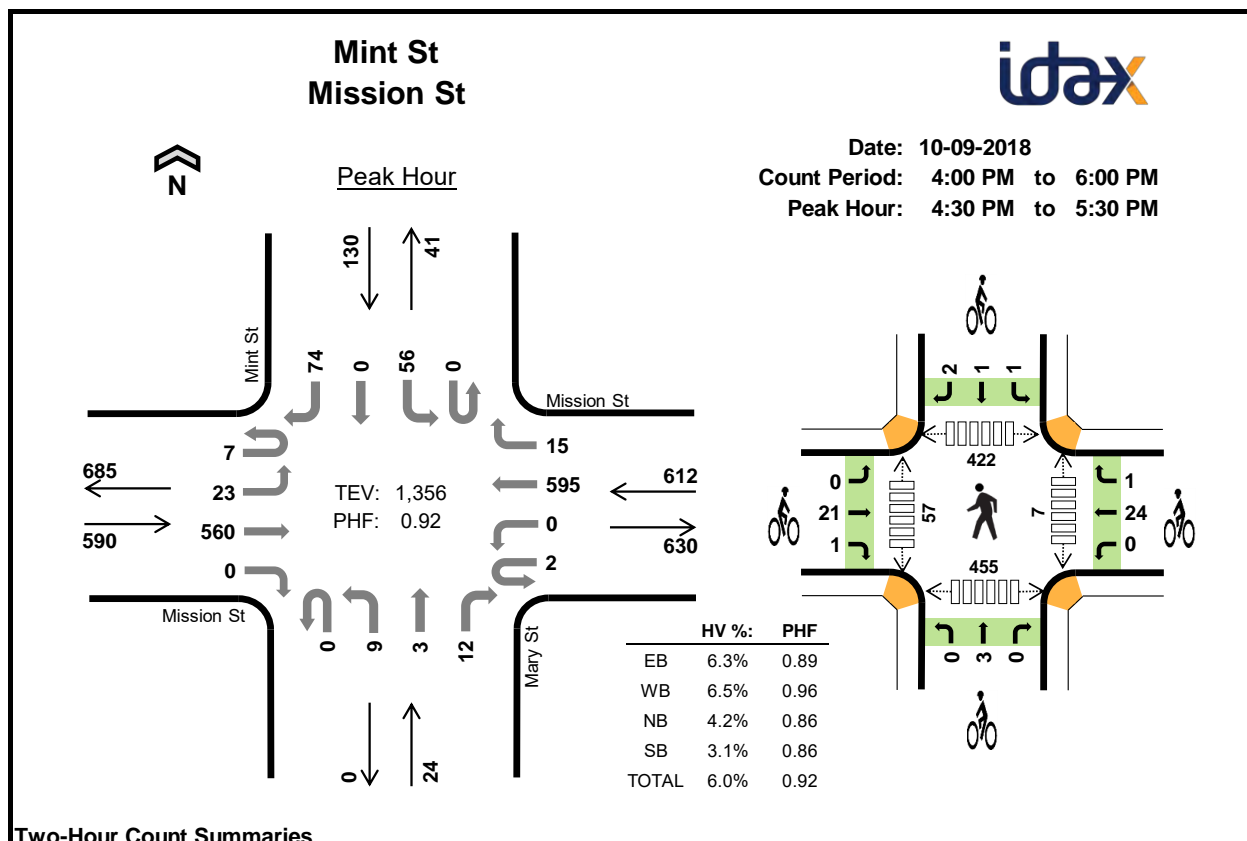 Mint St
Mission St
idax
Date: 10-09-2018
Count Period: 4:00 PM to 6:00 PM
Peak Hour: 4:30 PM to 5:30 PM
N
Peak Hour
130
41
Mint St
74
0
56
0
Mission St
7
23
560
0
685
590
TEV: 1,356
PHF: 0.92
15
595
0
2
612
630
Mission St
0
9
3
12
Mary St
0
24
HV %: PHF
EB 6.3% 0.89
WB 6.5% 0.96
NB 4.2% 0.86
SB 3.1% 0.86
TOTAL 6.0% 0.92
2
1
1
422
0
21
1
57
7
1
24
0
455
0
3
0
Two-Hour Count Summaries